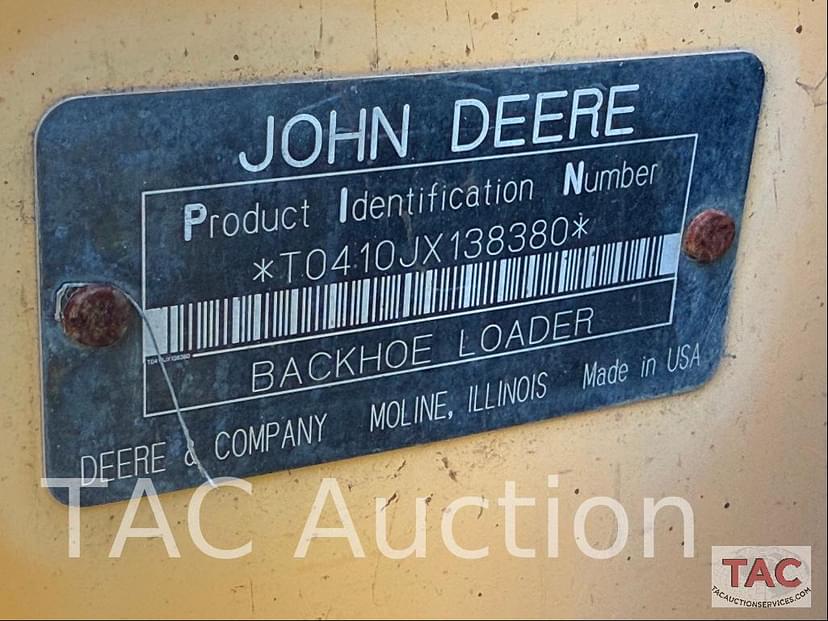 JOHN DEERE
Product Identification Number
*T0410JX138380*
T0410JX138380
BACKHOE LOADER
DEERE & COMPANY MOLINE, ILLINOIS Made in USA
TAC Auction
TAC
TACAUCTIONSERVICES.COM